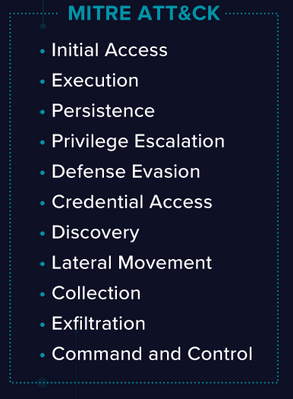 MITRE ATT&CK
• Initial Access
• Execution
• Persistence
• Privilege Escalation
• Defense Evasion
• Credential Access
• Discovery
• Lateral Movement
• Collection
• Exfiltration
• Command and Control